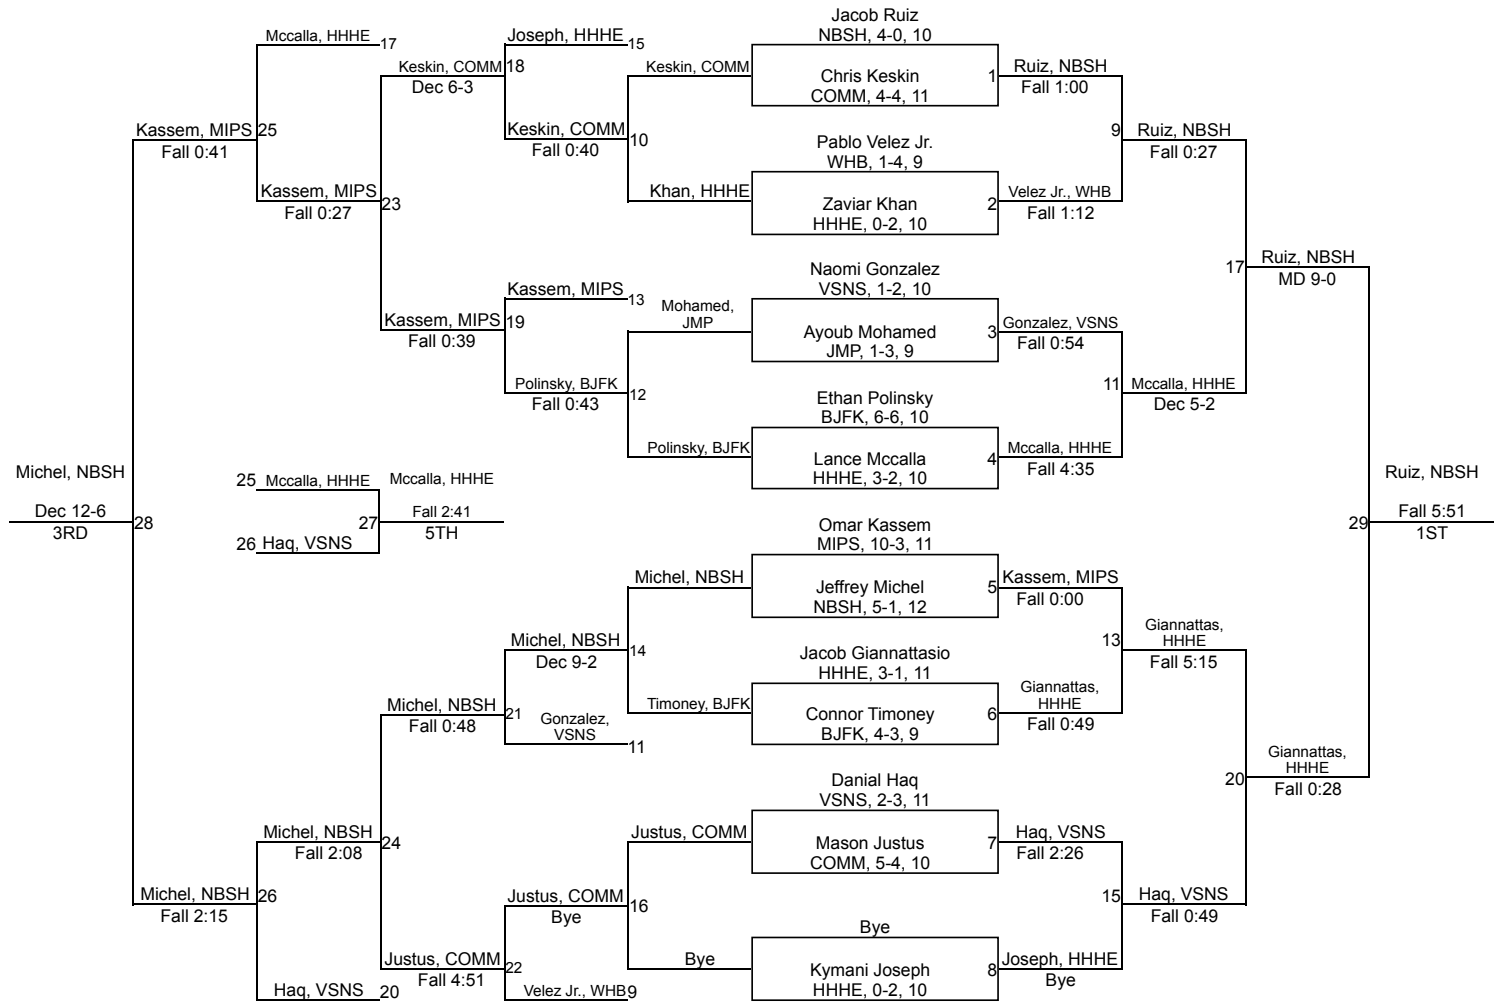 Jacob Ruiz
NBSH, 4-0, 10
Mccalla, HHHE 17
Joseph, HHHE 15
Keskin, COMM 18
Dec 6-3
Keskin, COMM
Chris Keskin
COMM, 4-4, 11
1
Ruiz, NBSH
Fall 1:00
Kassem, MIPS 25
Fall 0:41
Keskin, COMM 10
Fall 0:40
Pablo Velez Jr.
WHB, 1-4, 9
9
Ruiz, NBSH
Fall 0:27
Kassem, MIPS 23
Fall 0:27
Khan, HHHE
Zaviar Khan
HHHE, 0-2, 10
2
Velez Jr., WHB
Fall 1:12
Naomi Gonzalez
VSNS, 1-2, 10
17
Ruiz, NBSH
MD 9-0
Kassem, MIPS 13
Kassem, MIPS 19
Fall 0:39
Mohamed,
JMP
Ayoub Mohamed
JMP, 1-3, 9
3
Gonzalez, VSNS
Fall 0:54
Polinsky, BJFK 12
Fall 0:43
Ethan Polinsky
BJFK, 6-6, 10
11
Mccalla, HHHE
Dec 5-2
Polinsky, BJFK
Lance Mccalla
HHHE, 3-2, 10
4
Mccalla, HHHE
Fall 4:35
Michel, NBSH
Dec 12-6
3RD
28
25 Mccalla, HHHE
26 Haq, VSNS
27
Mccalla, HHHE
Fall 2:41
5TH
Ruiz, NBSH
29
Fall 5:51
1ST
Omar Kassem
MIPS, 10-3, 11
Michel, NBSH
Jeffrey Michel
NBSH, 5-1, 12
5
Kassem, MIPS
Fall 0:00
Michel, NBSH 14
Dec 9-2
Jacob Giannattasio
HHHE, 3-1, 11
13
Giannattas,
HHHE
Fall 5:15
Michel, NBSH 21
Fall 0:48
Gonzalez,
VSNS
11
Timoney, BJFK
Connor Timoney
BJFK, 4-3, 9
6
Giannattas,
HHHE
Fall 0:49
Danial Haq
VSNS, 2-3, 11
20
Giannattas,
HHHE
Fall 0:28
Michel, NBSH 24
Fall 2:08
Justus, COMM
Mason Justus
COMM, 5-4, 10
7
Haq, VSNS
Fall 2:26
Michel, NBSH 26
Fall 2:15
Justus, COMM 16
Bye
Bye
15
Haq, VSNS
Fall 0:49
Justus, COMM 22
Fall 4:51
Bye
Kymani Joseph
HHHE, 0-2, 10
8
Joseph, HHHE
Bye
Haq, VSNS 20
Velez Jr., WHB 9